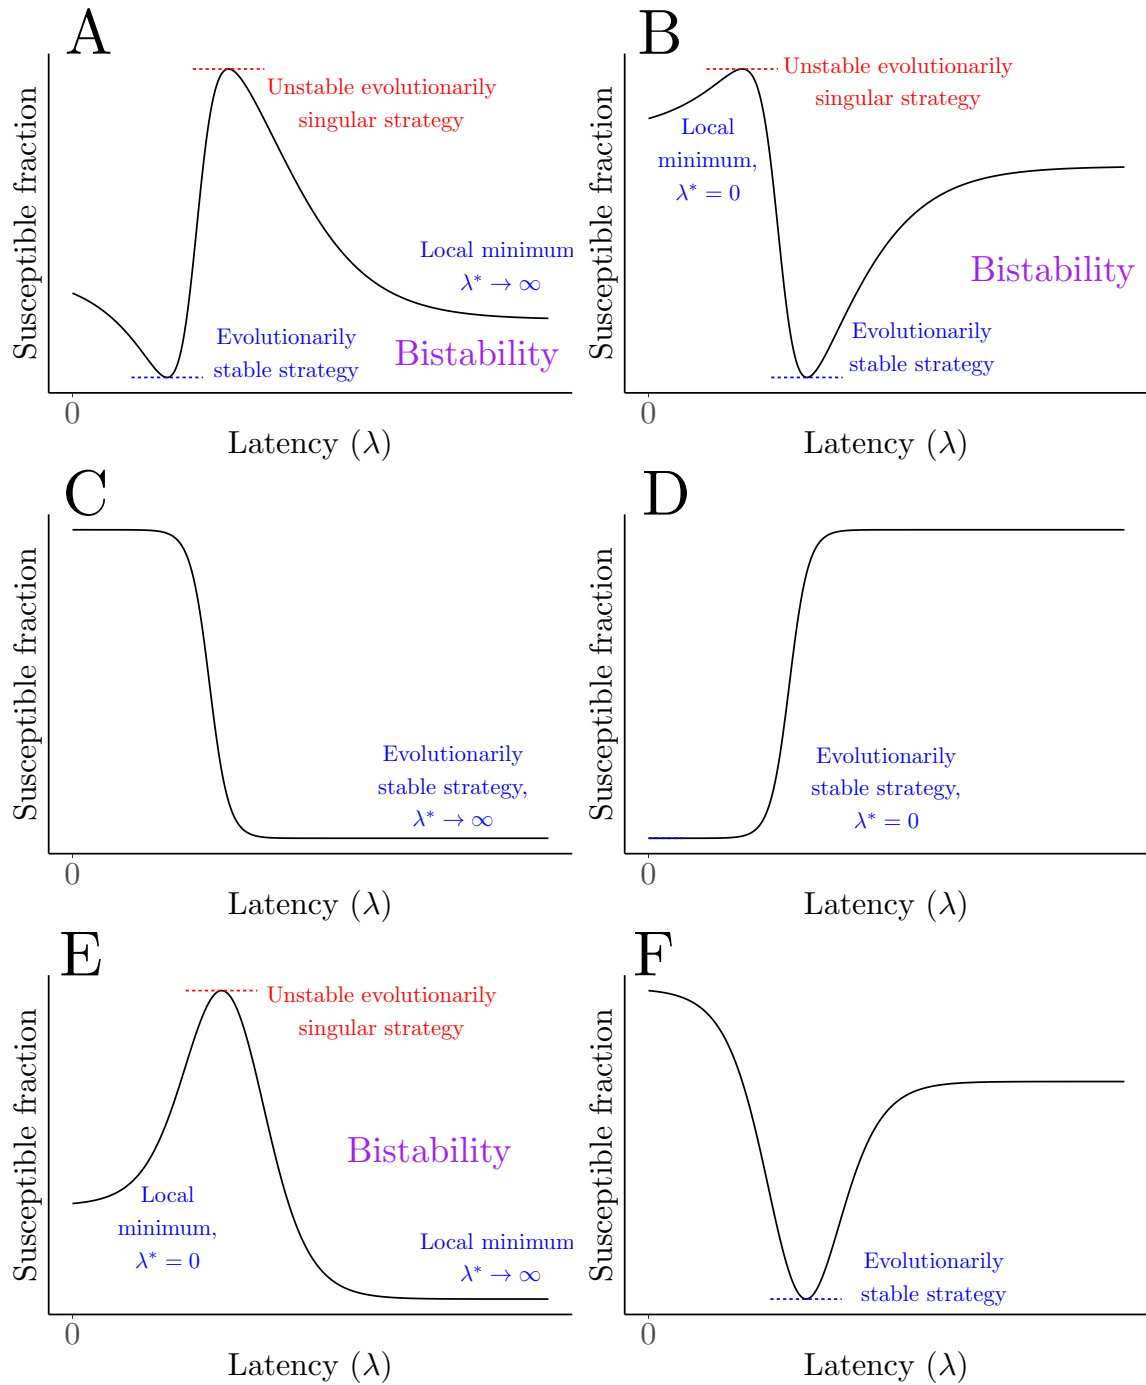 A
Susceptible fraction
Unstable evolutionarily
singular strategy
Local minimum
λ* → ∞
Evolutionarily
stable strategy
Bistability
0
Latency (λ)
B
Susceptible fraction
Unstable evolutionarily
singular strategy
Local
minimum,
λ* = 0
Bistability
Evolutionarily
stable strategy
0
Latency (λ)
C
Susceptible fraction
Evolutionarily
stable strategy,
λ* → ∞
0
Latency (λ)
D
Susceptible fraction
Evolutionarily
stable strategy,
λ* = 0
0
Latency (λ)
E
Susceptible fraction
Unstable evolutionarily
singular strategy
Bistability
Local
minimum,
λ* = 0
Local minimum
λ* → ∞
0
Latency (λ)
F
Susceptible fraction
Evolutionarily
stable strategy
0
Latency (λ)